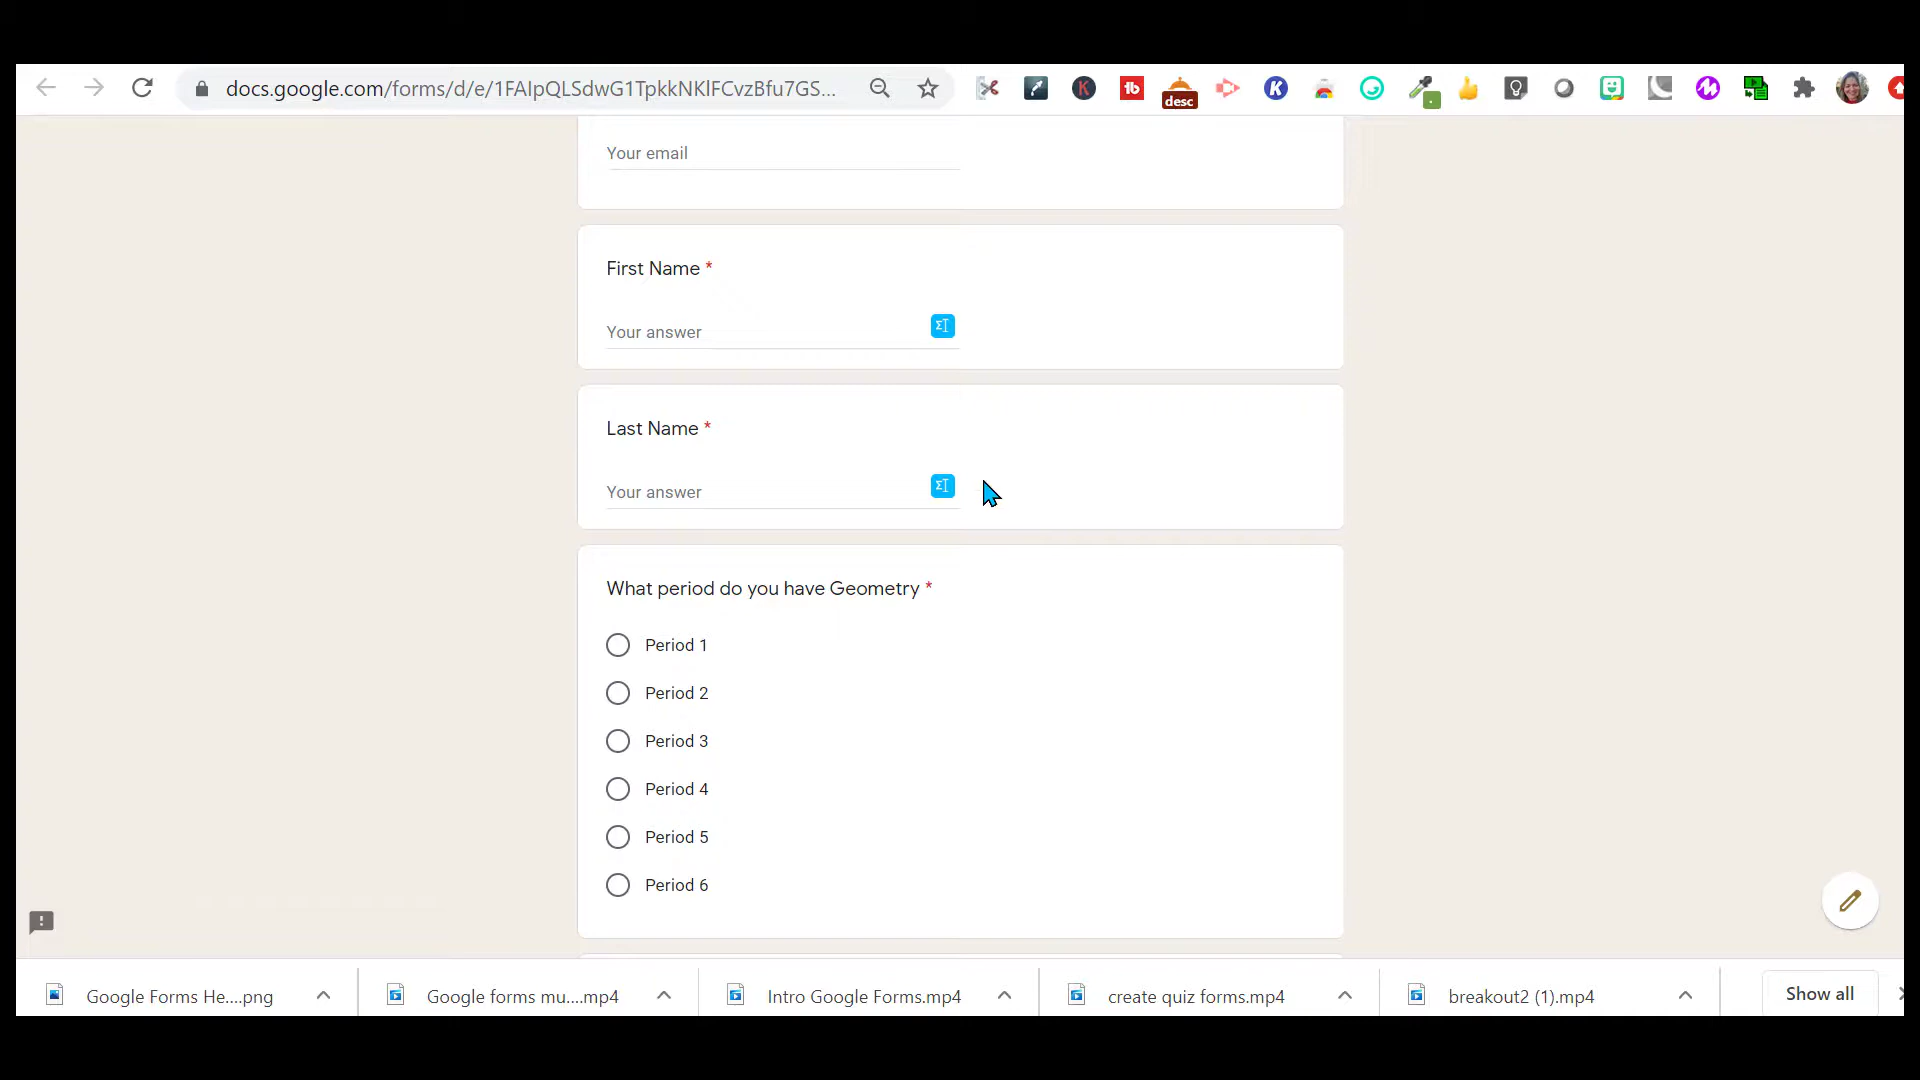 docs.google.com/forms/d/e/1FAIpQLSdwG1TpkkNKlFCvzBfu7GS...
desc
Your email
First Name *
Your answer
Last Name *
Your answer
What period do you have Geometry *
Period 1
Period 2
Period 3
Period 4
Period 5
Period 6
Google Forms He....png
Google forms mu....mp4
Intro Google Forms.mp4
create quiz forms.mp4
breakout2 (1).mp4
Show all